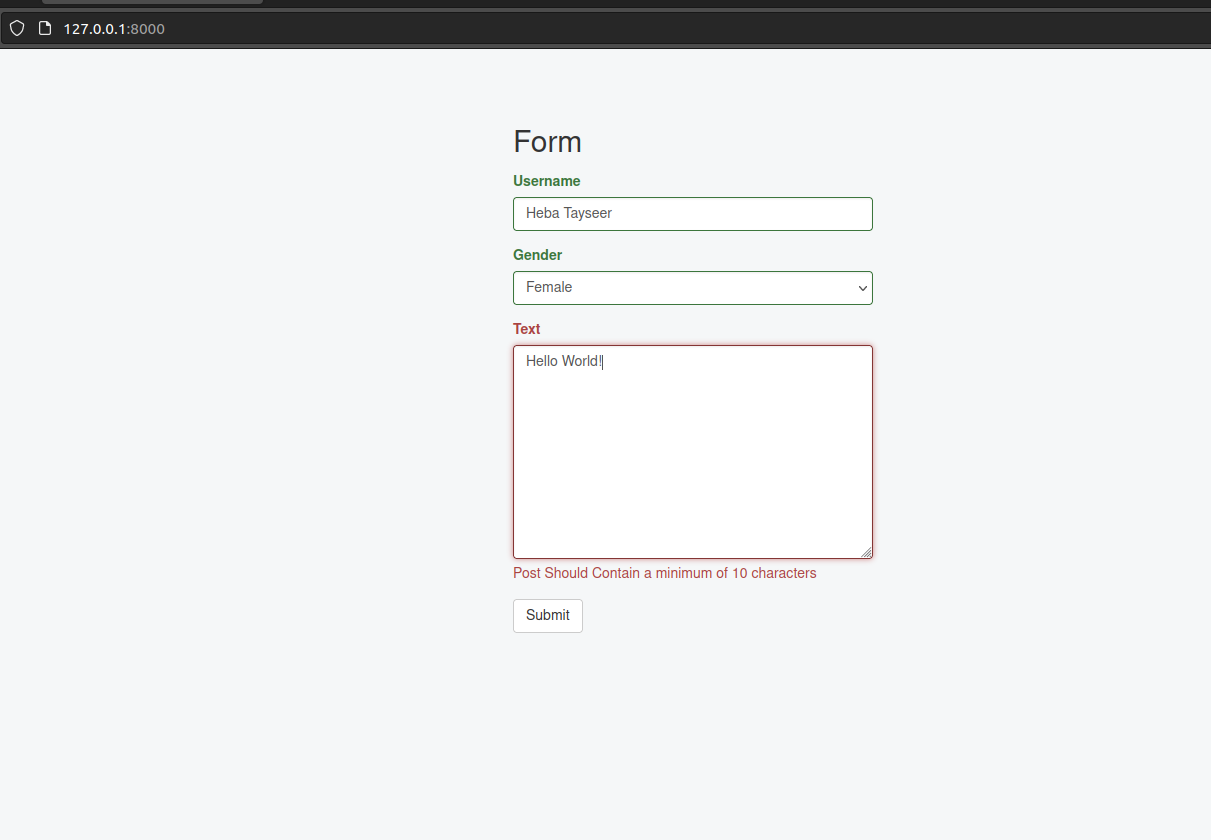 127.0.0.1:8000
Form
Username
Heba Tayseer
Gender
Female
Text
Hello World!
Post Should Contain a minimum of 10 characters
Submit